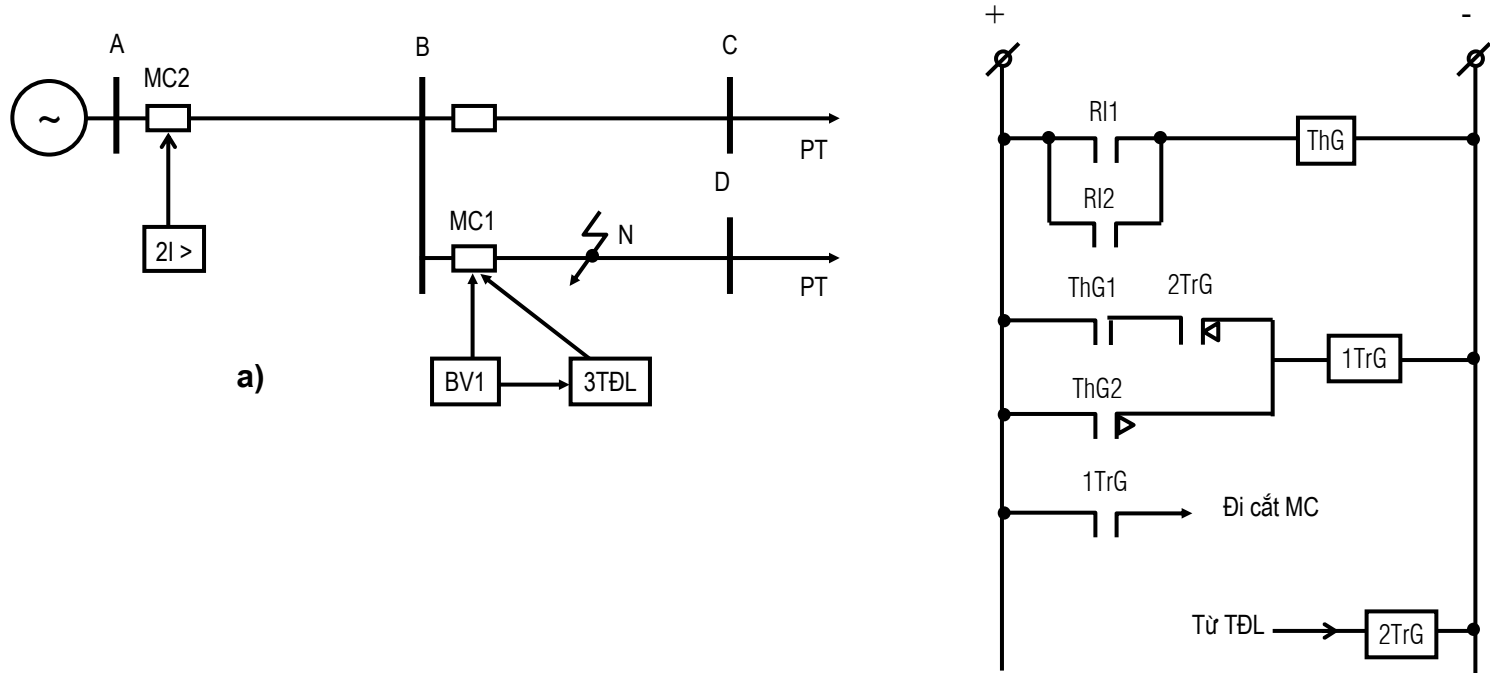 A
MC2
B
C
~
PT
2I >
MC1
N
D
PT
BV1
3TĐL
a)
+
-
RI1
ThG
RI2
ThG1
2TrG
1TrG
ThG2
1TrG
Đi cắt MC
Từ TĐL
2TrG